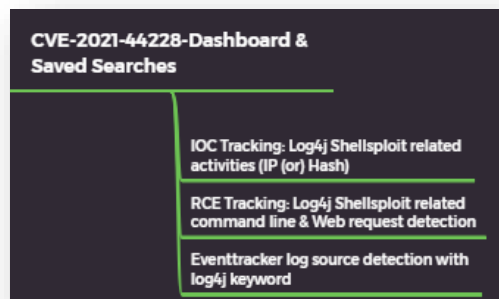 CVE-2021-44228-Dashboard &
Saved Searches
IOC Tracking: Log4j Shellsploit related
activities (IP (or) Hash)
RCE Tracking: Log4j Shellsploit related
command line & Web request detection
Eventtracker log source detection with
log4j keyword